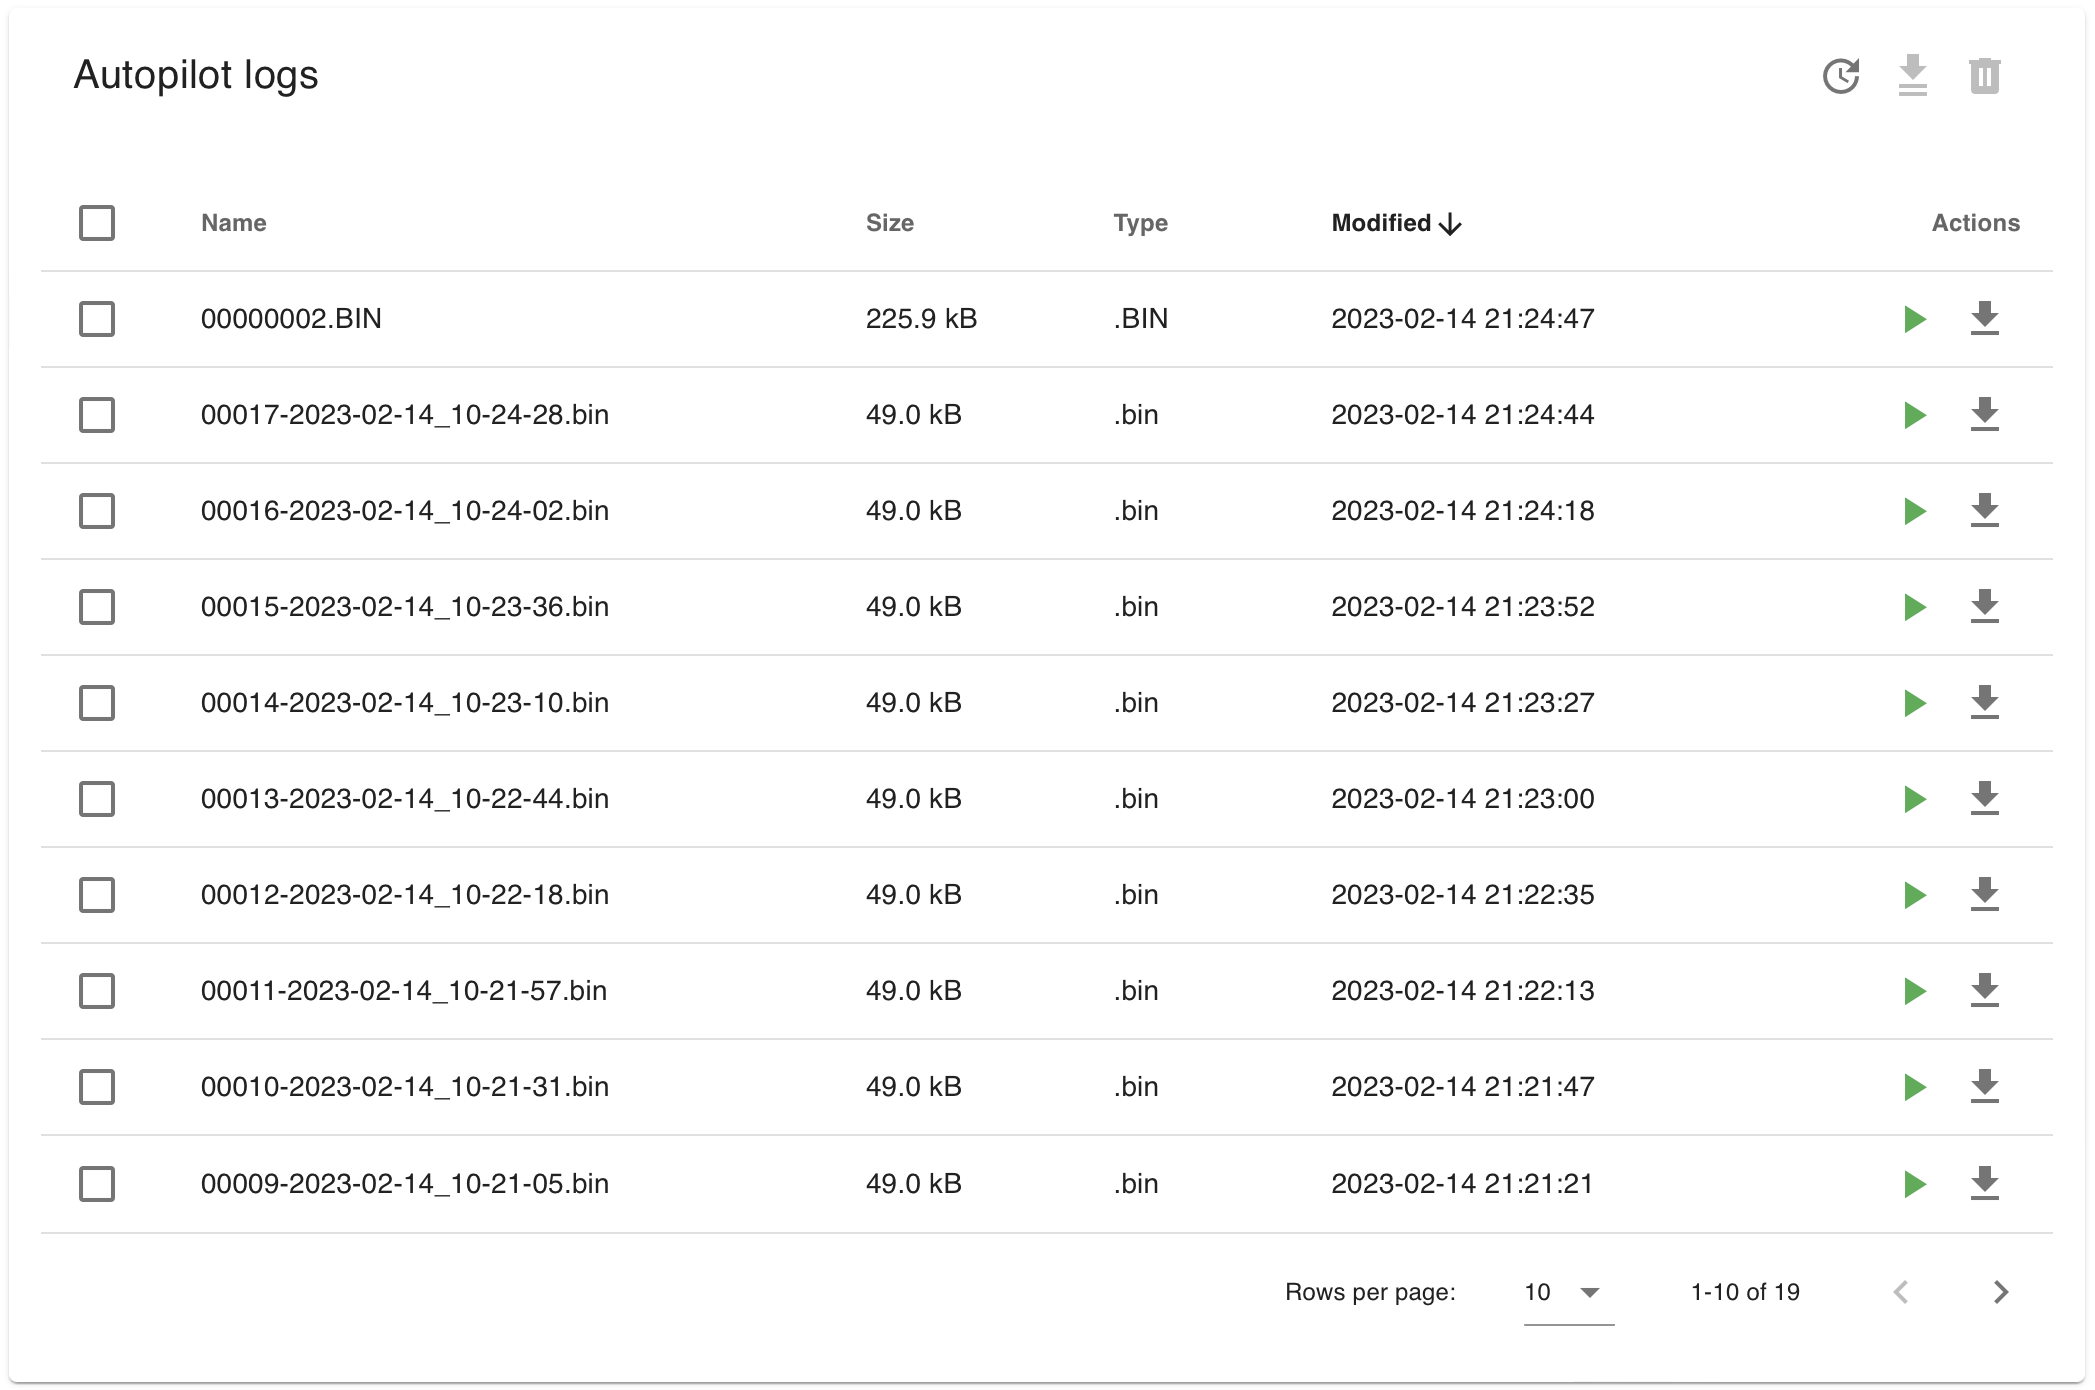 Autopilot logs
Name Size Type Modified Actions
00000002.BIN 225.9 kB .BIN 2023-02-14 21:24:47
00017-2023-02-14_10-24-28.bin 49.0 kB .bin 2023-02-14 21:24:44
00016-2023-02-14_10-24-02.bin 49.0 kB .bin 2023-02-14 21:24:18
00015-2023-02-14_10-23-36.bin 49.0 kB .bin 2023-02-14 21:23:52
00014-2023-02-14_10-23-10.bin 49.0 kB .bin 2023-02-14 21:23:27
00013-2023-02-14_10-22-44.bin 49.0 kB .bin 2023-02-14 21:23:00
00012-2023-02-14_10-22-18.bin 49.0 kB .bin 2023-02-14 21:22:35
00011-2023-02-14_10-21-57.bin 49.0 kB .bin 2023-02-14 21:22:13
00010-2023-02-14_10-21-31.bin 49.0 kB .bin 2023-02-14 21:21:47
00009-2023-02-14_10-21-05.bin 49.0 kB .bin 2023-02-14 21:21:21
Rows per page: 10 1-10 of 19